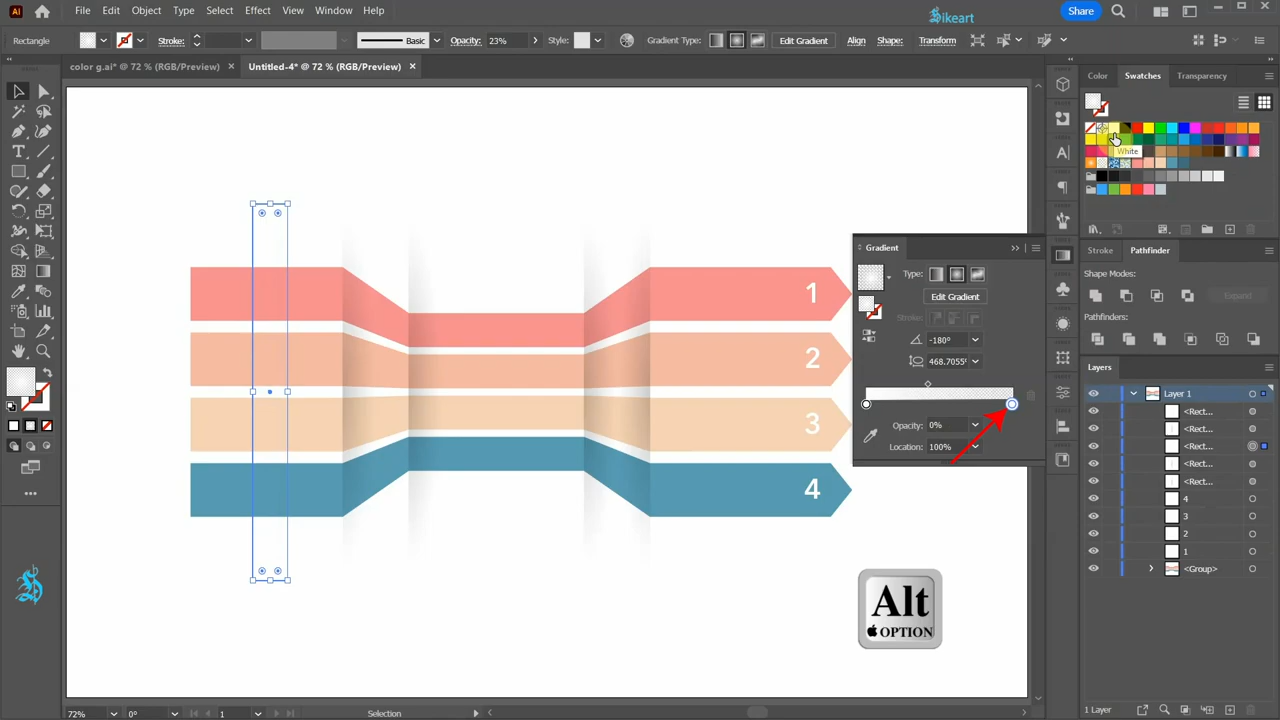 Ai File Edit Object Type Select Effect View Window Help
Sikeart
Share
Rectangle Stroke: Basic Opacity: 23% Style: Gradient Type: Edit Gradient Align Shape: Transform
color g.ai* @ 72 % (RGB/Preview) Untitled-4* @ 72 % (RGB/Preview)
Color Swatches Transparency
White
Stroke Pathfinder
Shape Modes:
Expand
Pathfinders:
Gradient
Type:
Edit Gradient
Stroke:
-180°
468.7055°
Opacity: 0%
Location: 100%
1
2
3
4
Layers
Layer 1
<Rect...
<Rect...
<Rect...
<Rect...
<Rect...
4
3
2
1
<Group>
Alt
OPTION
72% 0° 1 Selection
1 Layer